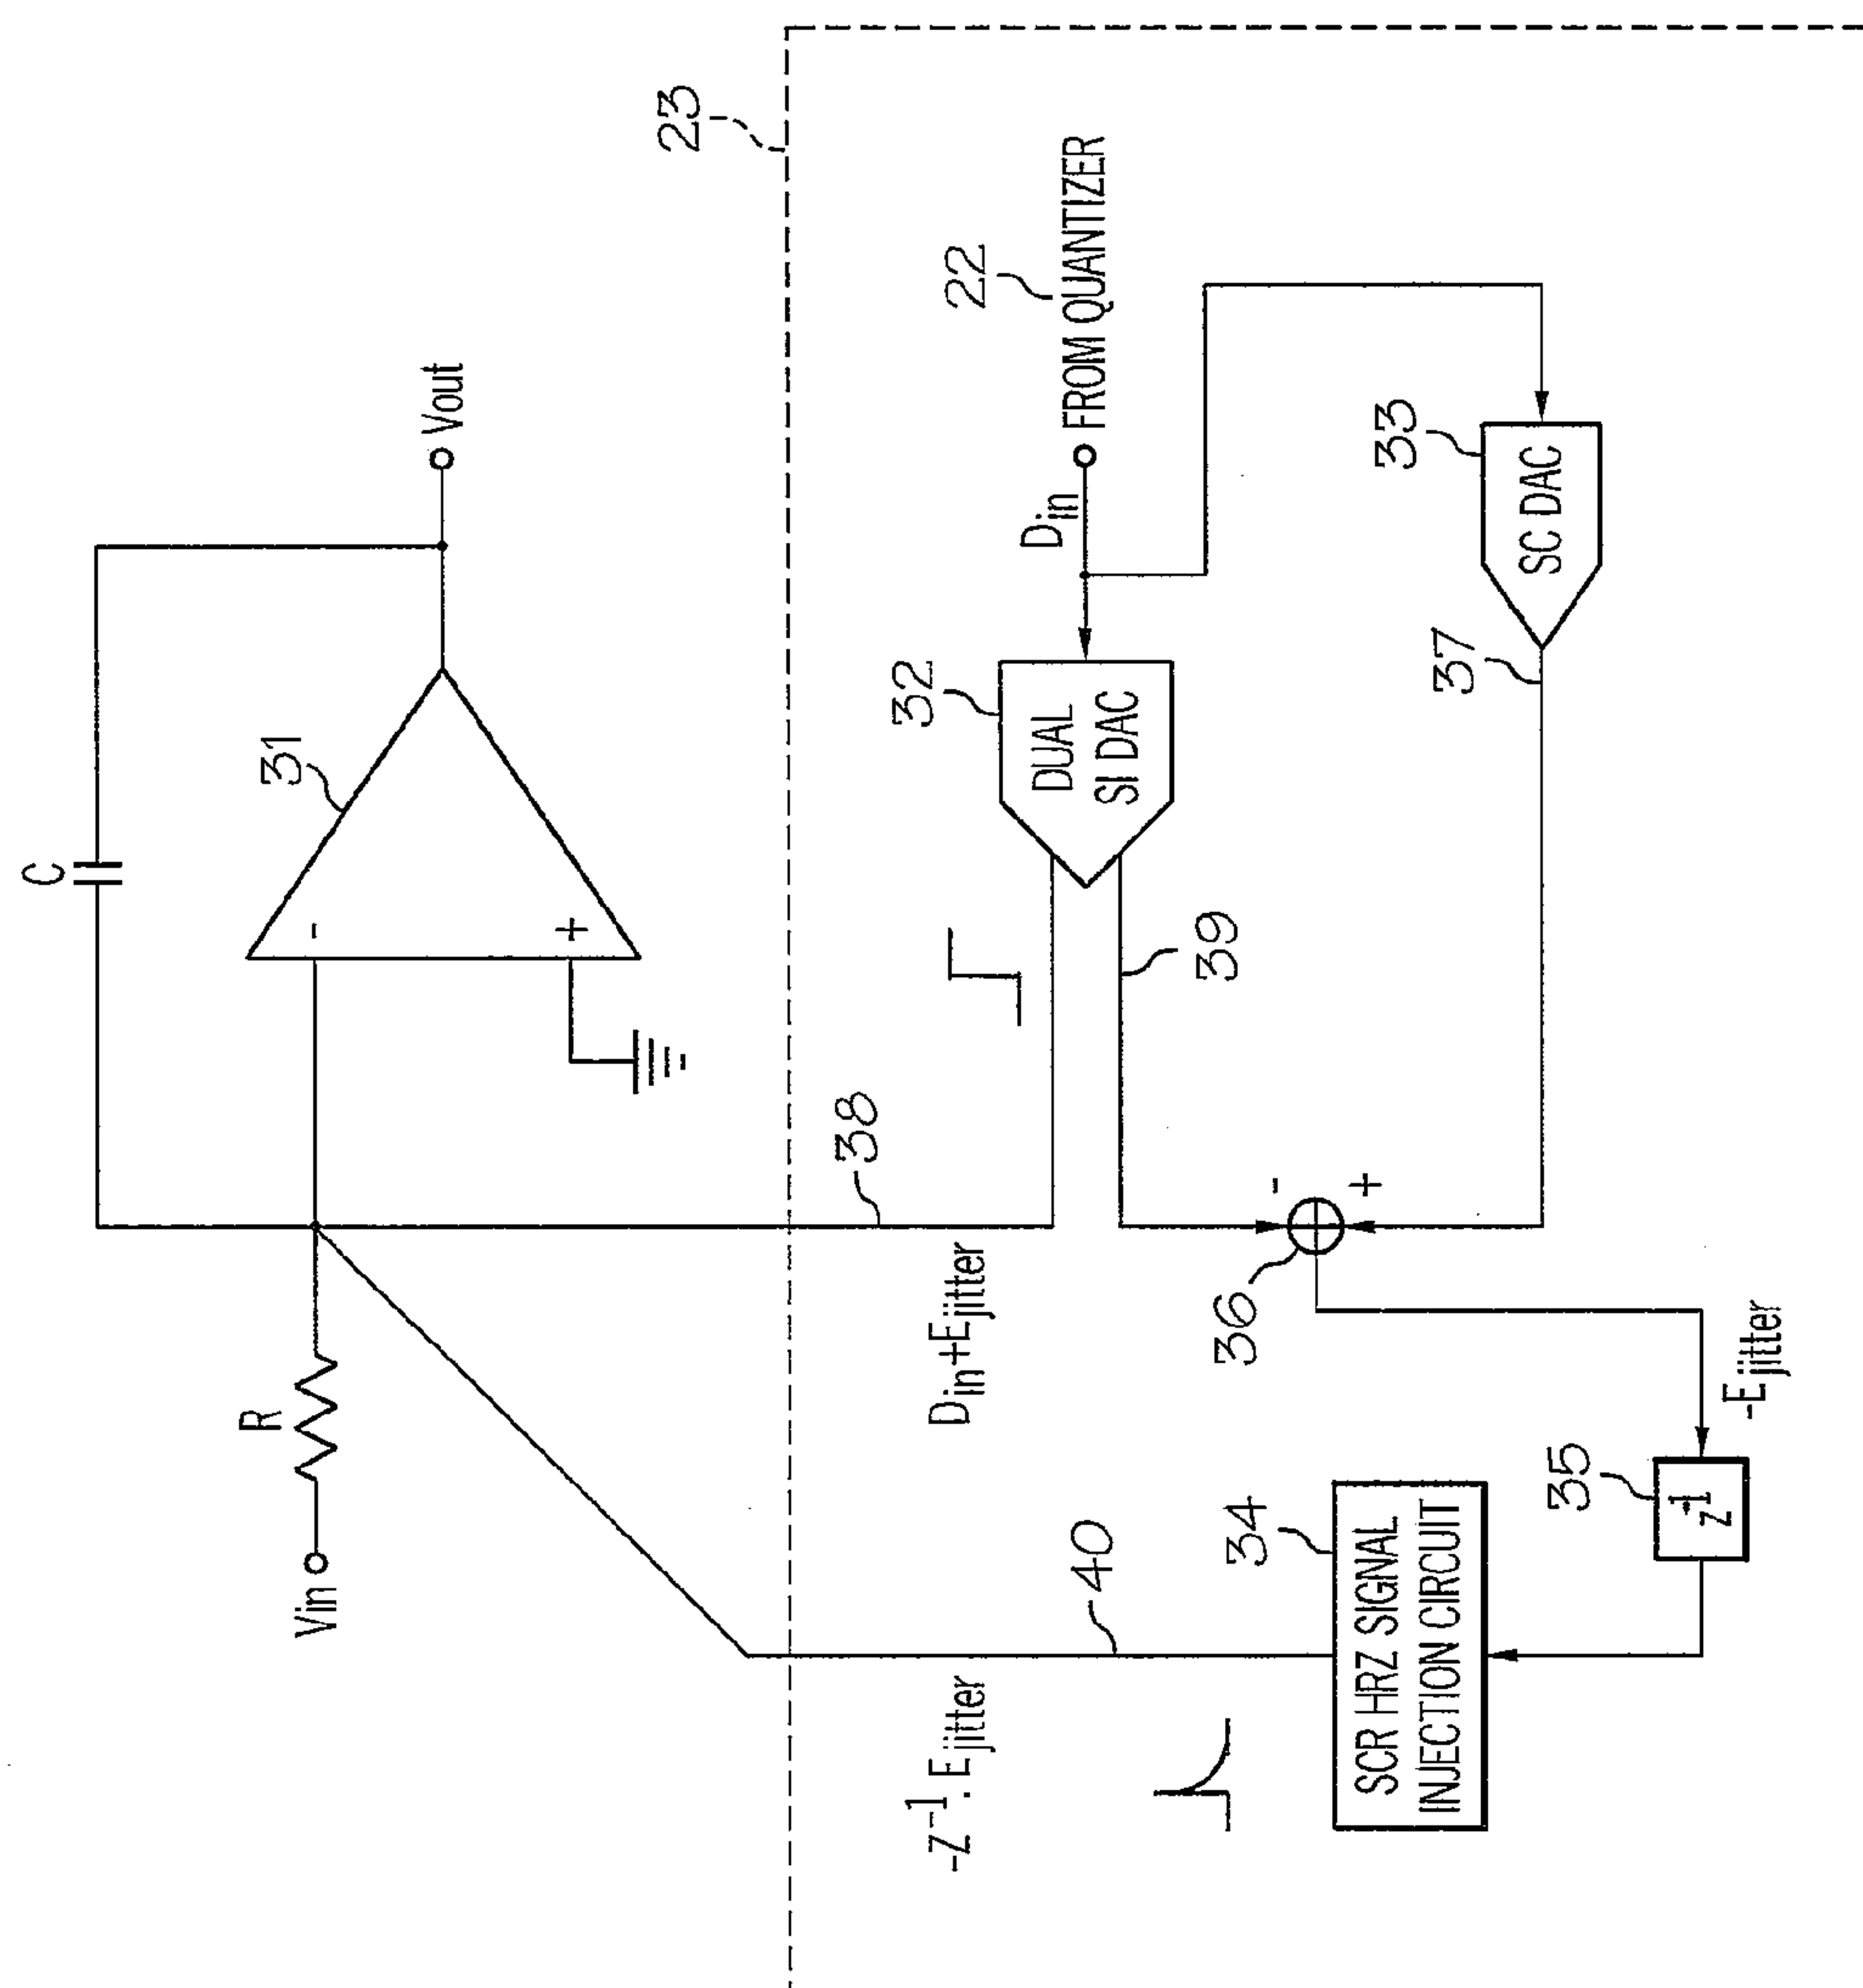 C
31
-
+
Vout
R
Vin
23
38
Din+Ejitter
32
DUAL
SI DAC
Din
22
FROM QUANTIZER
39
33
SC DAC
37
36
-
+
-Ejitter
35
z-1
34
SCR HRZ SIGNAL
INJECTION CIRCUIT
40
-Z-1. Ejitter